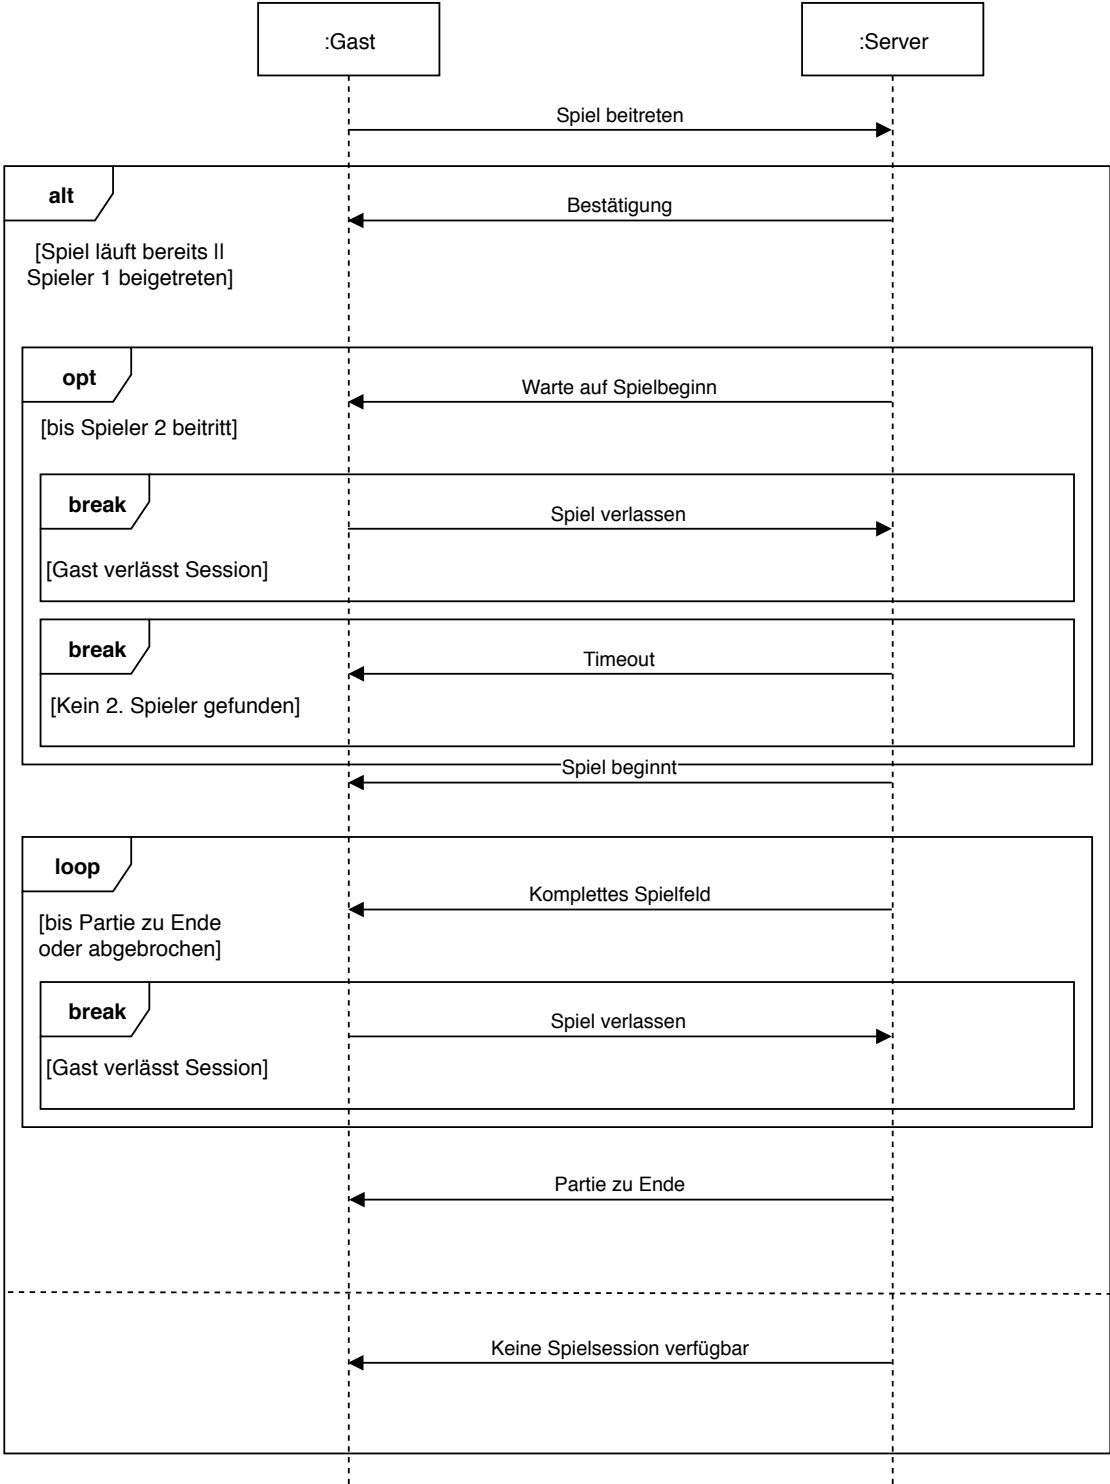 :Gast
:Server
Spiel beitreten
alt
Bestätigung
[Spiel läuft bereits ||
Spieler 1 beigetreten]
opt
Warte auf Spielbeginn
[bis Spieler 2 beitritt]
break
Spiel verlassen
[Gast verlässt Session]
break
Timeout
[Kein 2. Spieler gefunden]
Spiel beginnt
loop
Komplettes Spielfeld
[bis Partie zu Ende
oder abgebrochen]
break
Spiel verlassen
[Gast verlässt Session]
Partie zu Ende
Keine Spielsession verfügbar